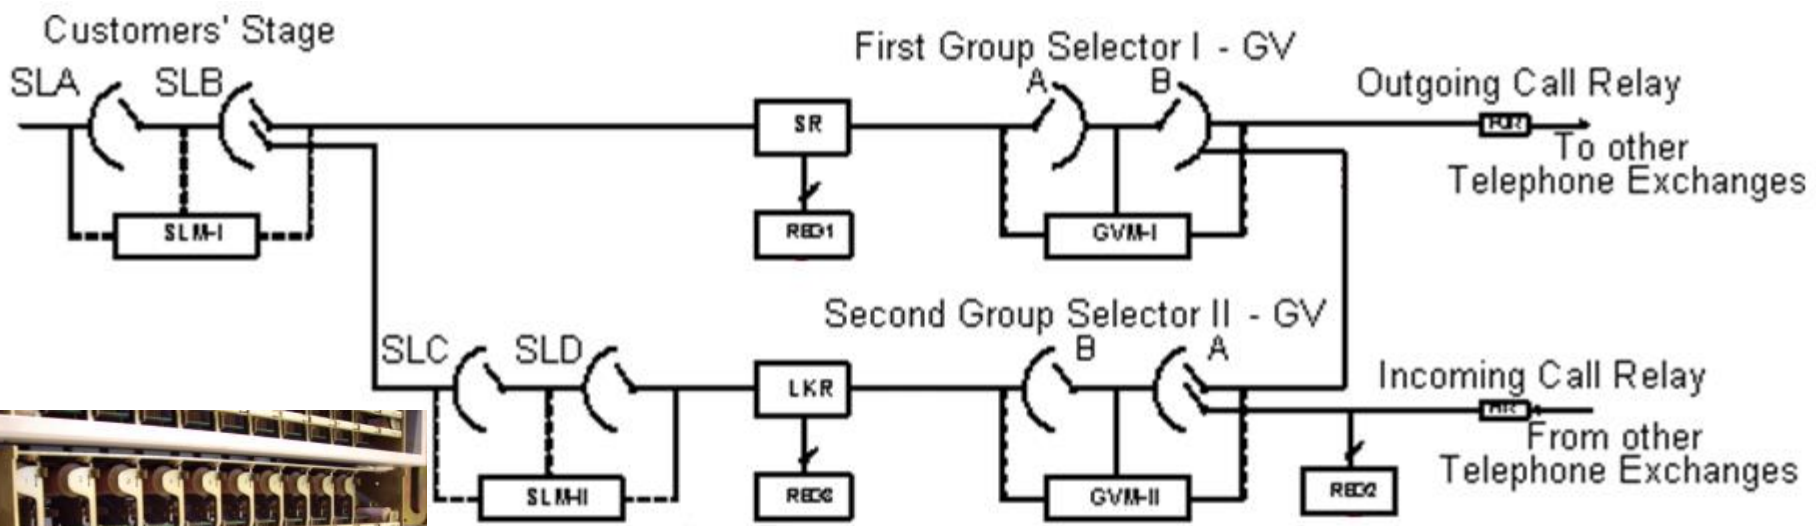 Customers' Stage
First Group Selector I - GV
SLA
SLB
A
B
Outgoing Call Relay
SR
To other
Telephone Exchanges
SLM-I
GVM-I
Second Group Selector II - GV
SLC
SLD
B
A
Incoming Call Relay
LKR
From other
Telephone Exchanges
SLM-II
GVM-II